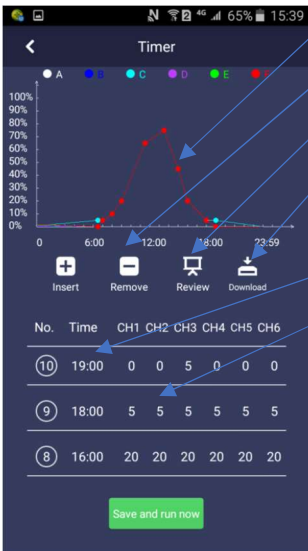 4G 65% 15:39
Timer
A B C D E F
100%
90%
80%
70%
60%
50%
40%
30%
20%
10%
0%
0 6:00 12:00 18:00 23:59
Insert Remove Review Download
No. Time CH1 CH2 CH3 CH4 CH5 CH6
10 19:00 0 0 5 0 0 0
9 18:00 5 5 5 5 5 5
8 16:00 20 20 20 20 20 20
Save and run now